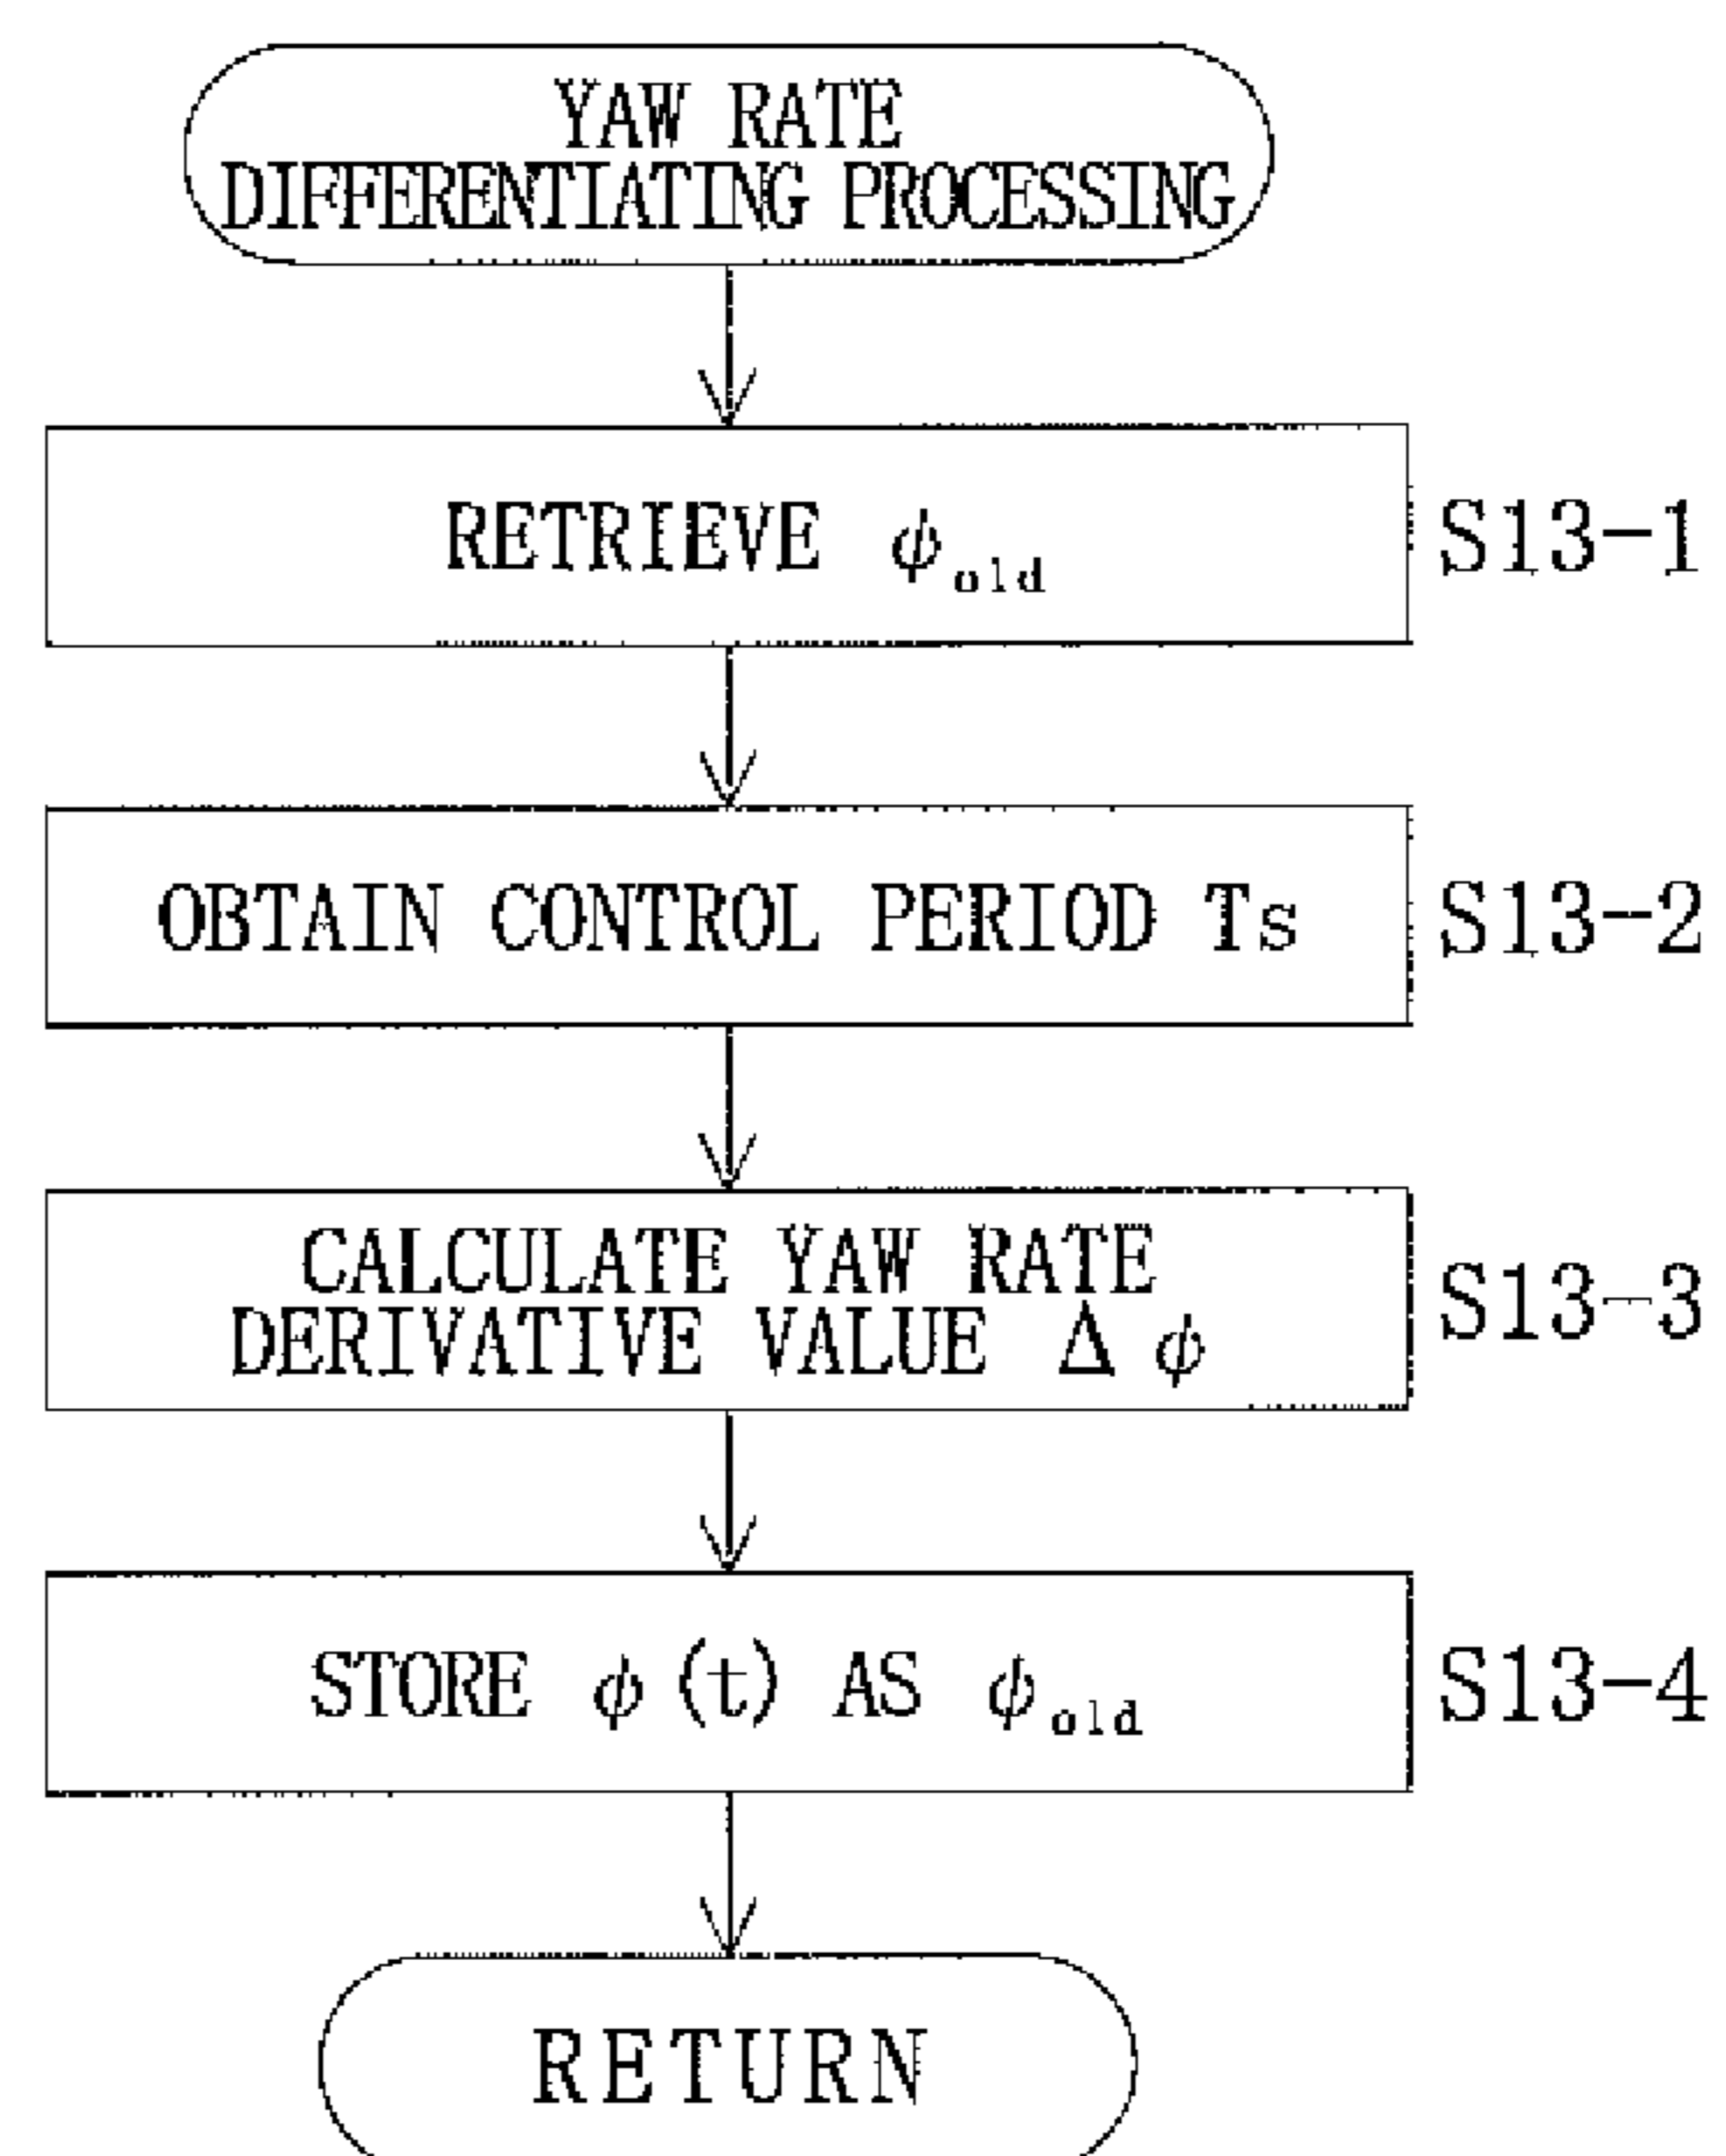 YAW RATE
DIFFERENTIATING PROCESSING
RETRIEVE ϕold
S13-1
OBTAIN CONTROL PERIOD Ts
S13-2
CALCULATE YAW RATE
DERIVATIVE VALUE Δϕ
S13-3
STORE ϕ(t) AS ϕold
S13-4
RETURN